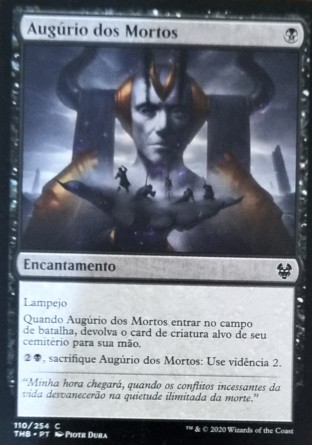 Augúrio dos Mortos
Encantamento
Lampejo
Quando Augúrio dos Mortos entrar no campo
de batalha, devolva o card de criatura alvo de seu
cemitério para sua mão.
2, sacrifique Augúrio dos Mortos: Use vidência 2.
"Minha hora chegará, quando os conflitos incessantes da
vida desvanecerão na quietude ilimitada da morte."
110/254 C
THB • PT Piotr Dura
™ & © 2020 Wizards of the Coast